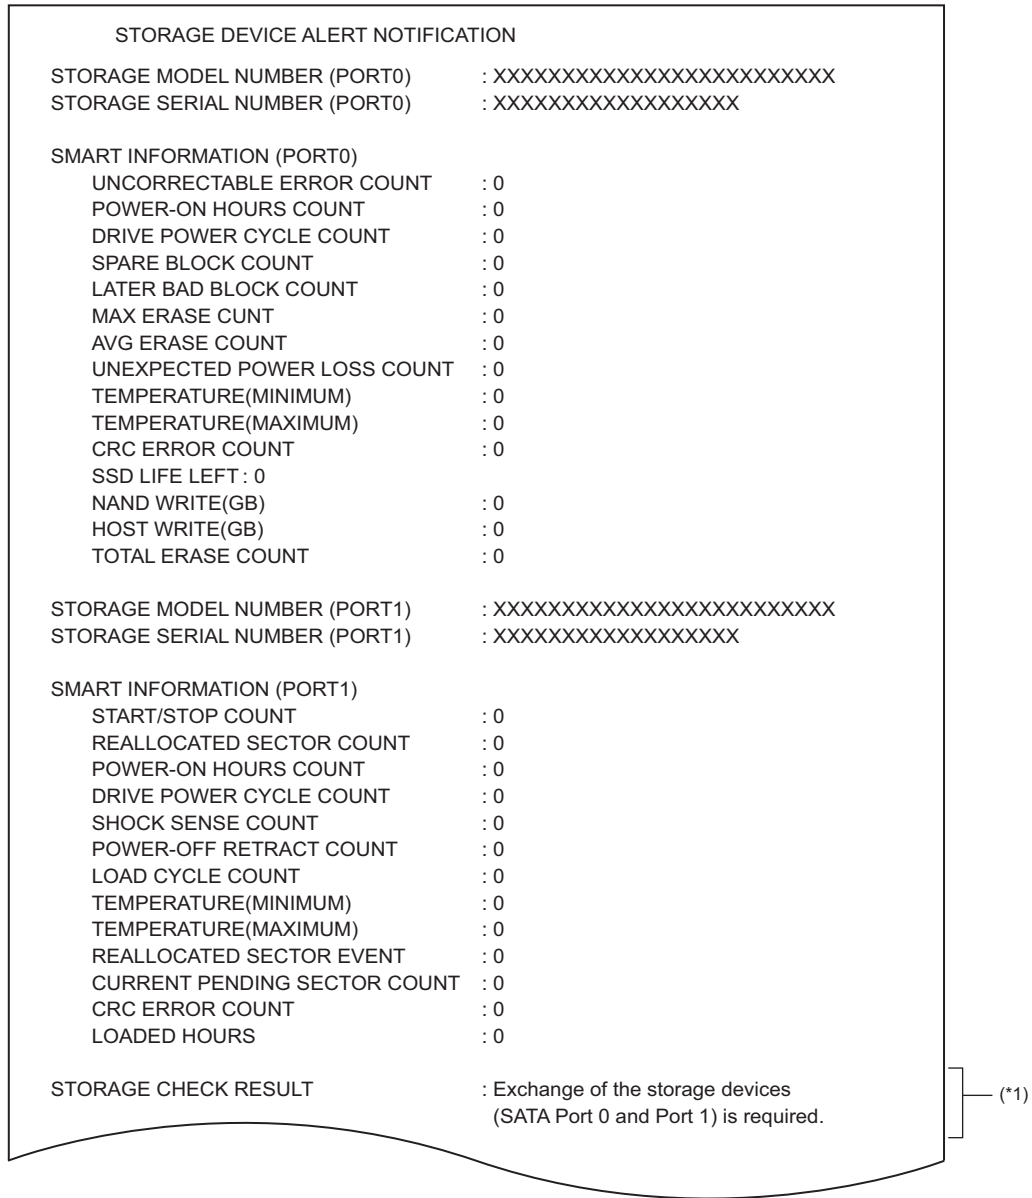 STORAGE DEVICE ALERT NOTIFICATION
STORAGE MODEL NUMBER (PORT0) : XXXXXXXXXXXXXXXXXXXXXXXXX
STORAGE SERIAL NUMBER (PORT0) : XXXXXXXXXXXXXXXXXX
SMART INFORMATION (PORT0)
UNCORRECTABLE ERROR COUNT : 0
POWER-ON HOURS COUNT : 0
DRIVE POWER CYCLE COUNT : 0
SPARE BLOCK COUNT : 0
LATER BAD BLOCK COUNT : 0
MAX ERASE CUNT : 0
AVG ERASE COUNT : 0
UNEXPECTED POWER LOSS COUNT : 0
TEMPERATURE(MINIMUM) : 0
TEMPERATURE(MAXIMUM) : 0
CRC ERROR COUNT : 0
SSD LIFE LEFT : 0
NAND WRITE(GB) : 0
HOST WRITE(GB) : 0
TOTAL ERASE COUNT : 0
STORAGE MODEL NUMBER (PORT1) : XXXXXXXXXXXXXXXXXXXXXXXXX
STORAGE SERIAL NUMBER (PORT1) : XXXXXXXXXXXXXXXXXX
SMART INFORMATION (PORT1)
START/STOP COUNT : 0
REALLOCATED SECTOR COUNT : 0
POWER-ON HOURS COUNT : 0
DRIVE POWER CYCLE COUNT : 0
SHOCK SENSE COUNT : 0
POWER-OFF RETRACT COUNT : 0
LOAD CYCLE COUNT : 0
TEMPERATURE(MINIMUM) : 0
TEMPERATURE(MAXIMUM) : 0
REALLOCATED SECTOR EVENT : 0
CURRENT PENDING SECTOR COUNT : 0
CRC ERROR COUNT : 0
LOADED HOURS : 0
STORAGE CHECK RESULT : Exchange of the storage devices (*1)
(SATA Port 0 and Port 1) is required.